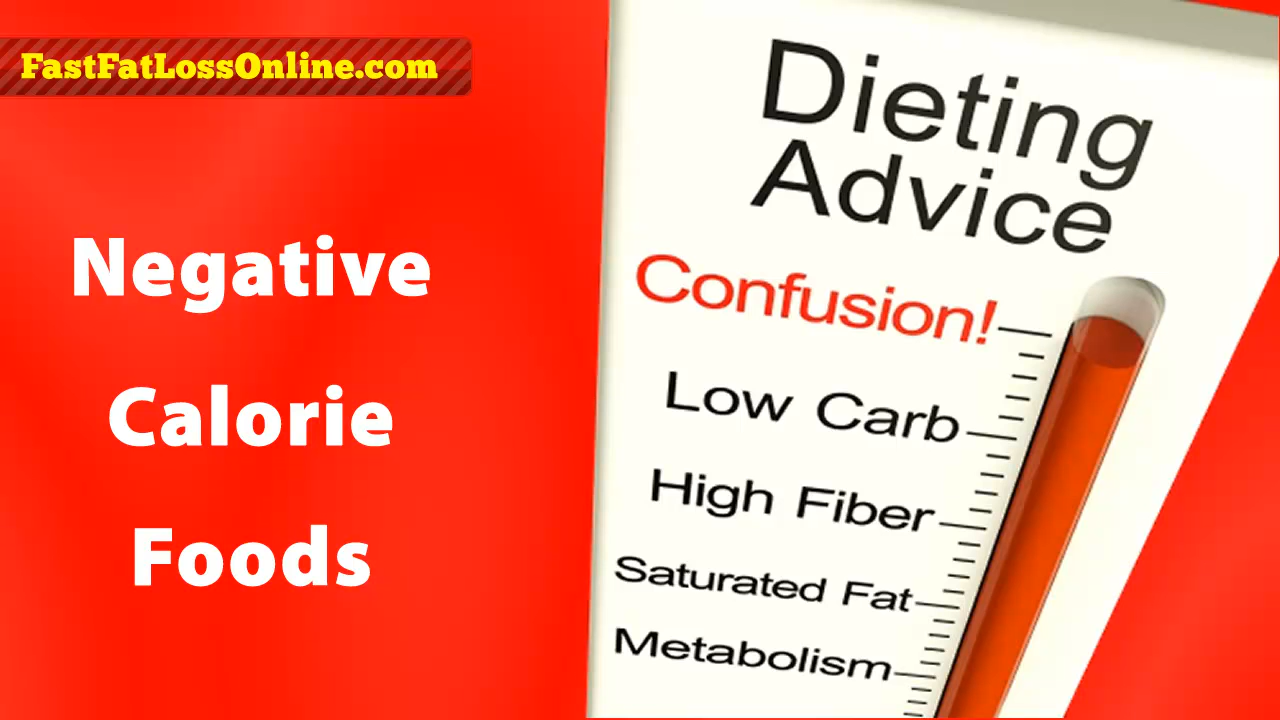 FastFatLossOnline.com
Negative
Calorie
Foods
Dieting
Advice
Confusion!
Low Carb
High Fiber
Saturated Fat
Metabolism